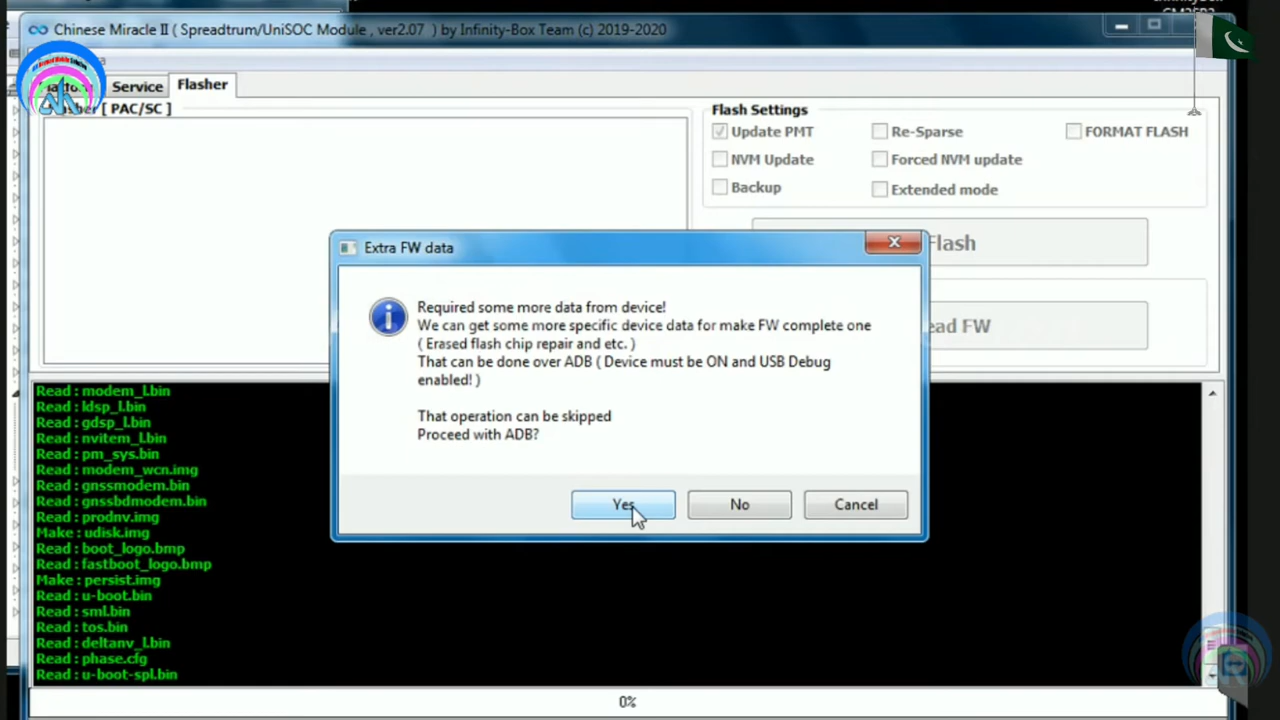 Chinese Miracle II ( Spreadtrum/UniSOC Module , ver2.07 ) by Infinity-Box Team (c) 2019-2020
Service
Flasher
[ PAC/SC ]
Flash Settings
Update PMT
Re-Sparse
FORMAT FLASH
NVM Update
Forced NVM update
Backup
Extended mode
Flash
FW
Extra FW data
Required some more data from device!
We can get some more specific device data for make FW complete one
( Erased flash chip repair and etc. )
That can be done over ADB ( Device must be ON and USB Debug
enabled! )
That operation can be skipped
Proceed with ADB?
Yes
No
Cancel
Read : modem_l.bin
Read : ldsp_l.bin
Read : gdsp_l.bin
Read : nvitem_l.bin
Read : pm_sys.bin
Read : modem_wcn.img
Read : gnssmodem.bin
Read : gnssbdmodem.bin
Read : prodnv.img
Make : udisk.img
Read : boot_logo.bmp
Read : fastboot_logo.bmp
Make : persist.img
Read : u-boot.bin
Read : sml.bin
Read : tos.bin
Read : deltanv_l.bin
Read : phase.cfg
Read : u-boot-spl.bin
0%